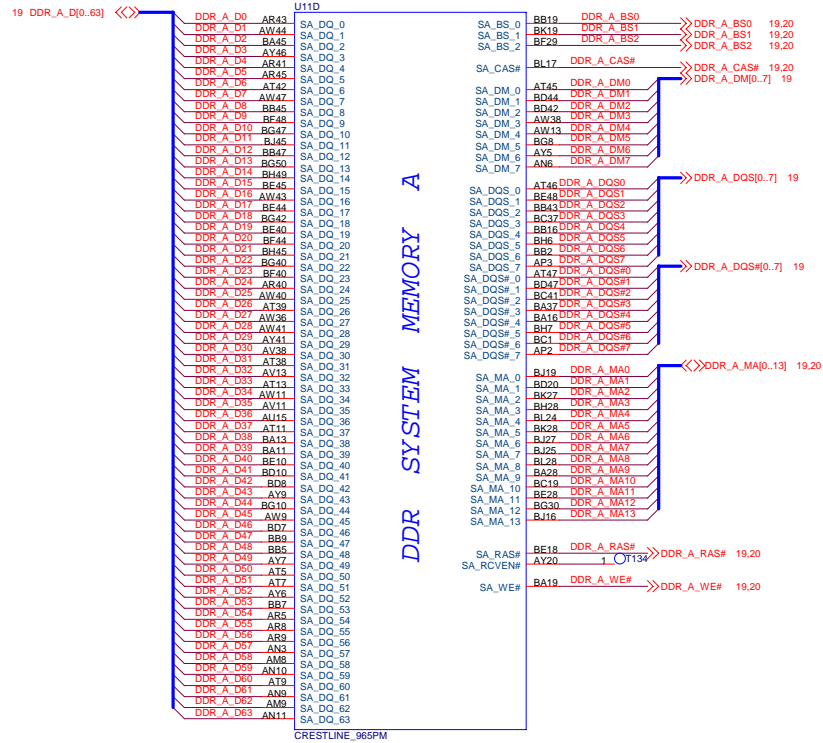 U11D
19 DDR_A_D[0..63]
DDR_A_D0 AR43 SA_DQ_0
DDR_A_D1 AW44 SA_DQ_1
DDR_A_D2 BA45 SA_DQ_2
DDR_A_D3 AY46 SA_DQ_3
DDR_A_D4 AR41 SA_DQ_4
DDR_A_D5 AR45 SA_DQ_5
DDR_A_D6 AT42 SA_DQ_6
DDR_A_D7 AW47 SA_DQ_7
DDR_A_D8 BB45 SA_DQ_8
DDR_A_D9 BF48 SA_DQ_9
DDR_A_D10 BG47 SA_DQ_10
DDR_A_D11 BJ45 SA_DQ_11
DDR_A_D12 BB47 SA_DQ_12
DDR_A_D13 BG50 SA_DQ_13
DDR_A_D14 BH49 SA_DQ_14
DDR_A_D15 BE45 SA_DQ_15
DDR_A_D16 AW43 SA_DQ_16
DDR_A_D17 BE44 SA_DQ_17
DDR_A_D18 BG42 SA_DQ_18
DDR_A_D19 BE40 SA_DQ_19
DDR_A_D20 BF44 SA_DQ_20
DDR_A_D21 BH45 SA_DQ_21
DDR_A_D22 BG40 SA_DQ_22
DDR_A_D23 BF40 SA_DQ_23
DDR_A_D24 AR40 SA_DQ_24
DDR_A_D25 AW40 SA_DQ_25
DDR_A_D26 AT39 SA_DQ_26
DDR_A_D27 AW36 SA_DQ_27
DDR_A_D28 AW41 SA_DQ_28
DDR_A_D29 AY41 SA_DQ_29
DDR_A_D30 AV38 SA_DQ_30
DDR_A_D31 AT38 SA_DQ_31
DDR_A_D32 AV13 SA_DQ_32
DDR_A_D33 AT13 SA_DQ_33
DDR_A_D34 AW11 SA_DQ_34
DDR_A_D35 AV11 SA_DQ_35
DDR_A_D36 AU15 SA_DQ_36
DDR_A_D37 AT11 SA_DQ_37
DDR_A_D38 BA13 SA_DQ_38
DDR_A_D39 BA11 SA_DQ_39
DDR_A_D40 BE10 SA_DQ_40
DDR_A_D41 BD10 SA_DQ_41
DDR_A_D42 BD8 SA_DQ_42
DDR_A_D43 AY9 SA_DQ_43
DDR_A_D44 BG10 SA_DQ_44
DDR_A_D45 AW9 SA_DQ_45
DDR_A_D46 BD7 SA_DQ_46
DDR_A_D47 BB9 SA_DQ_47
DDR_A_D48 BB5 SA_DQ_48
DDR_A_D49 AY7 SA_DQ_49
DDR_A_D50 AT5 SA_DQ_50
DDR_A_D51 AT7 SA_DQ_51
DDR_A_D52 AY6 SA_DQ_52
DDR_A_D53 BB7 SA_DQ_53
DDR_A_D54 AR5 SA_DQ_54
DDR_A_D55 AR8 SA_DQ_55
DDR_A_D56 AR9 SA_DQ_56
DDR_A_D57 AN3 SA_DQ_57
DDR_A_D58 AM8 SA_DQ_58
DDR_A_D59 AN10 SA_DQ_59
DDR_A_D60 AT9 SA_DQ_60
DDR_A_D61 AN9 SA_DQ_61
DDR_A_D62 AM9 SA_DQ_62
DDR_A_D63 AN11 SA_DQ_63
DDR SYSTEM MEMORY A
SA_BS_0 BB19 DDR_A_BS0 DDR_A_BS0 19,20
SA_BS_1 BK19 DDR_A_BS1 DDR_A_BS1 19,20
SA_BS_2 BF29 DDR_A_BS2 DDR_A_BS2 19,20
SA_CAS# BL17 DDR_A_CAS# DDR_A_CAS# 19,20
DDR_A_DM[0..7] 19
SA_DM_0 AT45 DDR_A_DM0
SA_DM_1 BD44 DDR_A_DM1
SA_DM_2 BD42 DDR_A_DM2
SA_DM_3 AW38 DDR_A_DM3
SA_DM_4 AW13 DDR_A_DM4
SA_DM_5 BG8 DDR_A_DM5
SA_DM_6 AY5 DDR_A_DM6
SA_DM_7 AN6 DDR_A_DM7
DDR_A_DQS[0..7] 19
SA_DQS_0 AT46 DDR_A_DQS0
SA_DQS_1 BE48 DDR_A_DQS1
SA_DQS_2 BB43 DDR_A_DQS2
SA_DQS_3 BC37 DDR_A_DQS3
SA_DQS_4 BB16 DDR_A_DQS4
SA_DQS_5 BH6 DDR_A_DQS5
SA_DQS_6 BB2 DDR_A_DQS6
SA_DQS_7 AP3 DDR_A_DQS7
DDR_A_DQS#[0..7] 19
SA_DQS#_0 AT47 DDR_A_DQS#0
SA_DQS#_1 BD47 DDR_A_DQS#1
SA_DQS#_2 BC41 DDR_A_DQS#2
SA_DQS#_3 BA37 DDR_A_DQS#3
SA_DQS#_4 BA16 DDR_A_DQS#4
SA_DQS#_5 BH7 DDR_A_DQS#5
SA_DQS#_6 BC1 DDR_A_DQS#6
SA_DQS#_7 AP2 DDR_A_DQS#7
DDR_A_MA[0..13] 19,20
SA_MA_0 BJ19 DDR_A_MA0
SA_MA_1 BD20 DDR_A_MA1
SA_MA_2 BK27 DDR_A_MA2
SA_MA_3 BH28 DDR_A_MA3
SA_MA_4 BL24 DDR_A_MA4
SA_MA_5 BK28 DDR_A_MA5
SA_MA_6 BJ27 DDR_A_MA6
SA_MA_7 BJ25 DDR_A_MA7
SA_MA_8 BL28 DDR_A_MA8
SA_MA_9 BA28 DDR_A_MA9
SA_MA_10 BC19 DDR_A_MA10
SA_MA_11 BE28 DDR_A_MA11
SA_MA_12 BG30 DDR_A_MA12
SA_MA_13 BJ16 DDR_A_MA13
SA_RAS# BE18 DDR_A_RAS# DDR_A_RAS# 19,20
SA_RCVEN# AY20 1 T134
SA_WE# BA19 DDR_A_WE# DDR_A_WE# 19,20
CRESTLINE_965PM